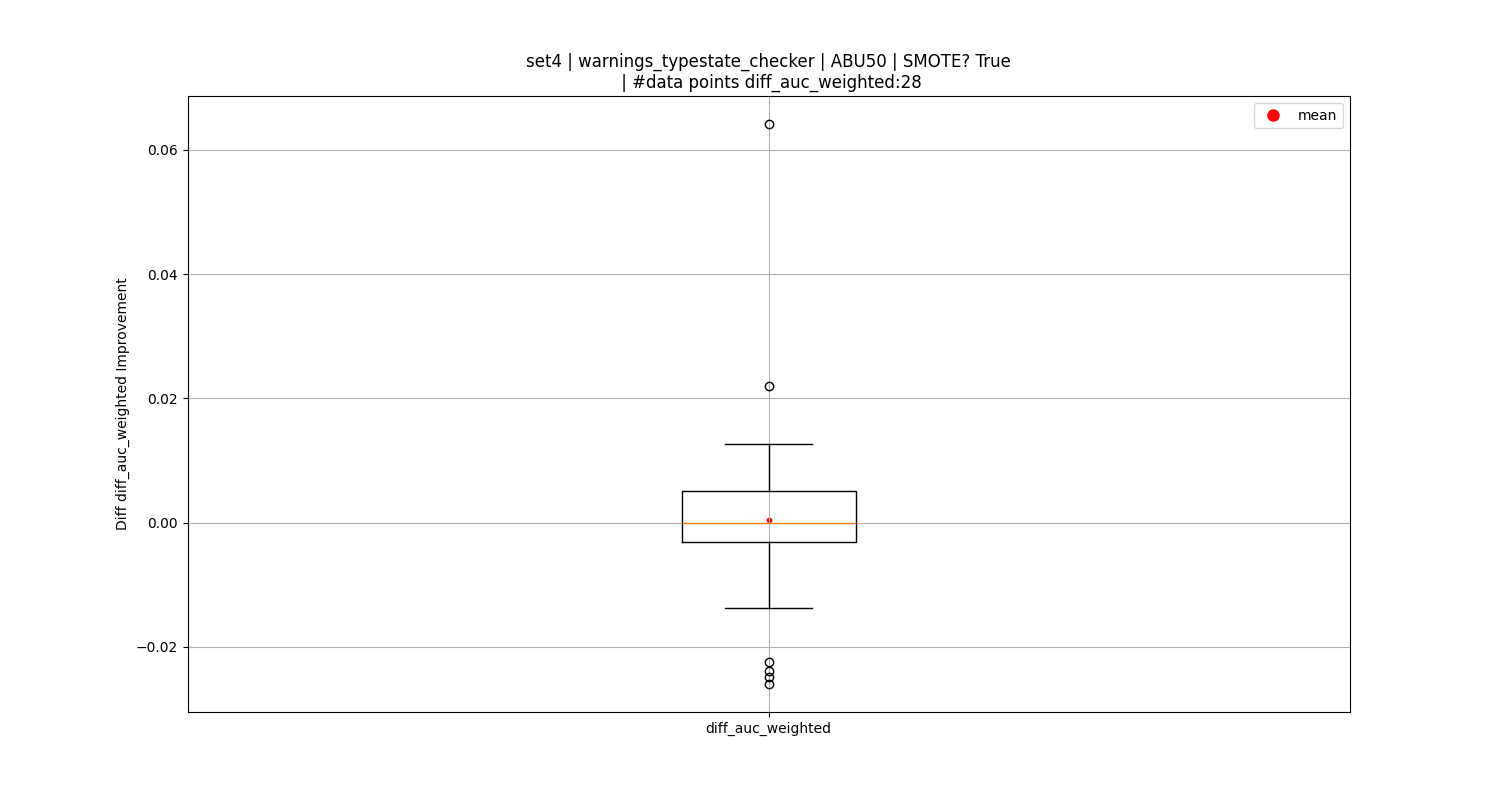 set4 | warnings_typestate_checker | ABU50 | SMOTE? True
| #data points diff_auc_weighted:28
mean
0.06
0.04
0.02
0.00
−0.02
Diff diff_auc_weighted Improvement
diff_auc_weighted